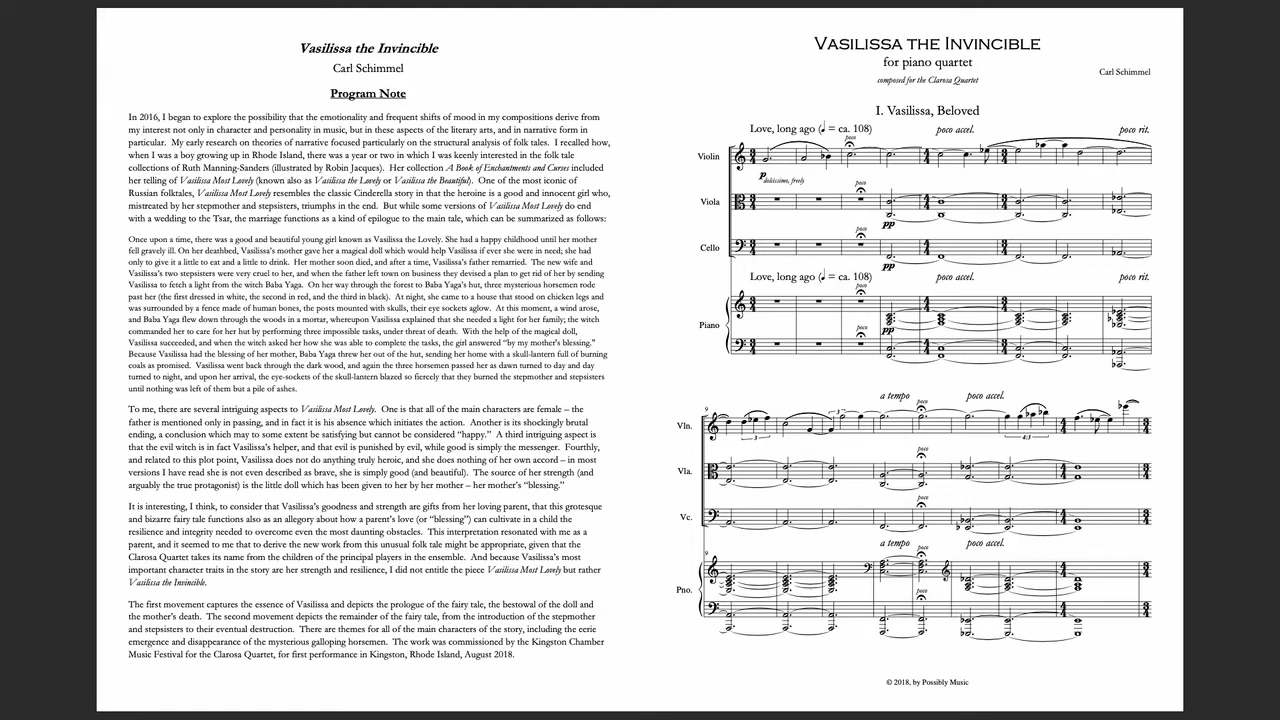 Vasilissa the Invincible
Carl Schimmel
Program Note
In 2016, I began to explore the possibility that the emotionality and frequent shifts of mood in my compositions derive from
my interest not only in character and personality in music, but in these aspects of the literary arts, and in narrative form in
particular. My early research on theories of narrative focused particularly on the structural analysis of folk tales. I recalled how,
when I was a boy growing up in Rhode Island, there was a year or two in which I was keenly interested in the folk tale
collections of Ruth Manning-Sanders (illustrated by Robin Jacques). Her collection A Book of Enchantments and Curses included
her telling of Vasilissa Most Lovely (known also as Vasilissa the Lovely or Vasilissa the Beautiful). One of the most iconic of
Russian folktales, Vasilissa Most Lovely resembles the classic Cinderella story in that the heroine is a good and innocent girl who,
mistreated by her stepmother and stepsisters, triumphs in the end. But while some versions of Vasilissa Most Lovely do end
with a wedding to the Tsar, the marriage functions as a kind of epilogue to the main tale, which can be summarized as follows:
Once upon a time, there was a good and beautiful young girl known as Vasilissa the Lovely. She had a happy childhood until her mother
fell gravely ill. On her deathbed, Vasilissa's mother gave her a magical doll which would help Vasilissa if ever she were in need; she had
only to give it a little to eat and a little to drink. Her mother soon died, and after a time, Vasilissa's father remarried. The new wife and
Vasilissa's two stepsisters were very cruel to her, and when the father left town on business they devised a plan to get rid of her by sending
Vasilissa to fetch a light from the witch Baba Yaga. On her way through the forest to Baba Yaga's hut, three mysterious horsemen rode
past her (the first dressed in white, the second in red, and the third in black). At night, she came to a house that stood on chicken legs and
was surrounded by a fence made of human bones, the posts mounted with skulls, their eye sockets aglow. At this moment, a wind arose,
and Baba Yaga flew down through the woods in a mortar, whereupon Vasilissa explained that she needed a light for her family; the witch
commanded her to care for her hut by performing three impossible tasks, under threat of death. With the help of the magical doll,
Vasilissa succeeded, and when the witch asked her how she was able to complete the tasks, the girl answered "by my mother's blessing."
Because Vasilissa had the blessing of her mother, Baba Yaga threw her out of the hut, sending her home with a skull-lantern full of burning
coals as promised. Vasilissa went back through the dark wood, and again the three horsemen passed her as dawn turned to day and day
turned to night, and upon her arrival, the eye-sockets of the skull-lantern blazed so fiercely that they burned the stepmother and stepsisters
until nothing was left of them but a pile of ashes.
To me, there are several intriguing aspects to Vasilissa Most Lovely. One is that all of the main characters are female – the
father is mentioned only in passing, and in fact it is his absence which initiates the action. Another is its shockingly brutal
ending, a conclusion which may to some extent be satisfying but cannot be considered "happy." A third intriguing aspect is
that the evil witch is in fact Vasilissa's helper, and that evil is punished by evil, while good is simply the messenger. Fourthly,
and related to this plot point, Vasilissa does not do anything truly heroic, and she does nothing of her own accord – in most
versions I have read she is not even described as brave, she is simply good (and beautiful). The source of her strength (and
arguably the true protagonist) is the little doll which has been given to her by her mother – her mother's "blessing."
It is interesting, I think, to consider that Vasilissa's goodness and strength are gifts from her loving parent, that this grotesque
and bizarre fairy tale functions also as an allegory about how a parent's love (or "blessing") can cultivate in a child the
resilience and integrity needed to overcome even the most daunting obstacles. This interpretation resonated with me as a
parent, and it seemed to me that to derive the new work from this unusual folk tale might be appropriate, given that the
Clarosa Quartet takes its name from the children of the principal players in the ensemble. And because Vasilissa's most
important character traits in the story are her strength and resilience, I did not entitle the piece Vasilissa Most Lovely but rather
Vasilissa the Invincible.
The first movement captures the essence of Vasilissa and depicts the prologue of the fairy tale, the bestowal of the doll and
the mother's death. The second movement depicts the remainder of the fairy tale, from the introduction of the stepmother
and stepsisters to their eventual destruction. There are themes for all of the main characters of the story, including the eerie
emergence and disappearance of the mysterious galloping horsemen. The work was commissioned by the Kingston Chamber
Music Festival for the Clarosa Quartet, for first performance in Kingston, Rhode Island, August 2018.
VASILISSA THE INVINCIBLE
for piano quartet
composed for the Clarosa Quartet
Carl Schimmel
I. Vasilissa, Beloved
Love, long ago (♩ = ca. 108) poco accel. poco rit.
poco
Violin
p dolcissimo, freely
poco
Viola
pp
poco
Cello
pp
Love, long ago (♩ = ca. 108) poco accel. poco rit.
poco
Piano
pp
poco
a tempo poco poco accel.
9
Vln.
3 3 4:3
poco
Vla.
poco
Vc.
a tempo poco poco accel.
9
Pno.
poco
© 2018, by Possibly Music